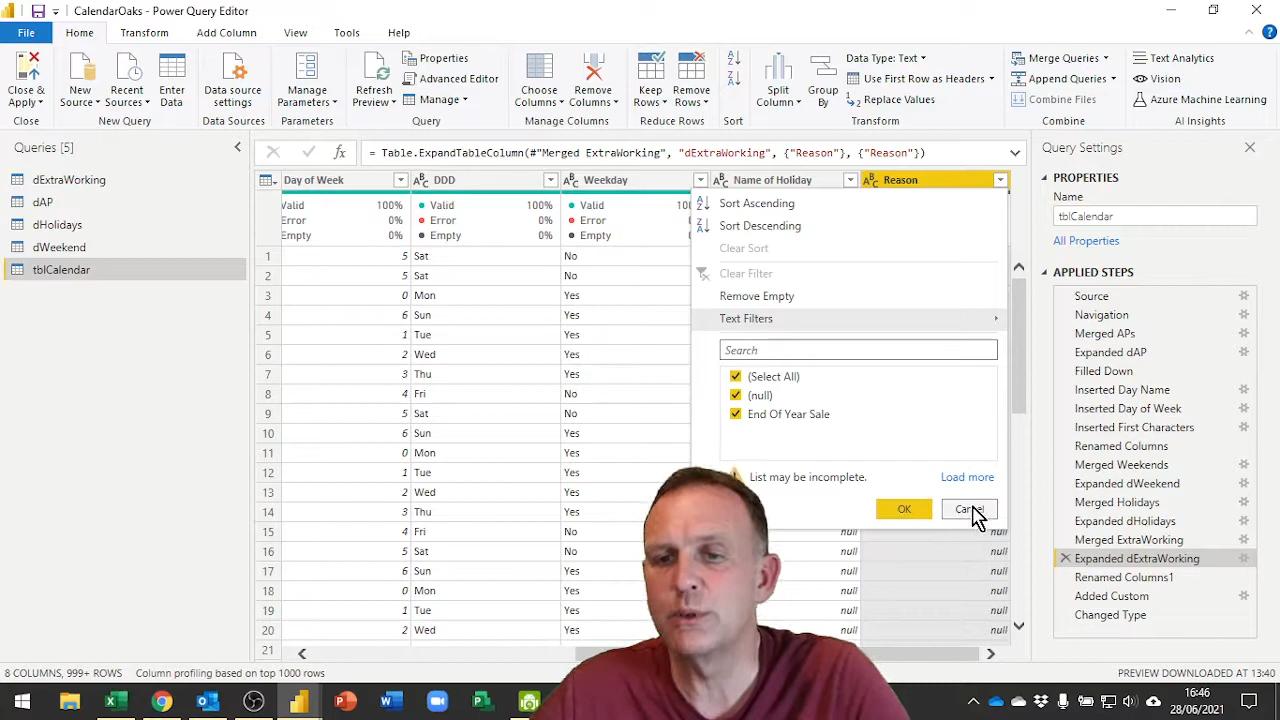 CalendarOaks - Power Query Editor
File Home Transform Add Column View Tools Help
Close & Apply
New Source
Recent Sources
Enter Data
Data source settings
Manage Parameters
Refresh Preview
Properties
Advanced Editor
Manage
Choose Columns
Remove Columns
Keep Rows
Remove Rows
Split Column
Group By
Data Type: Text
Use First Row as Headers
Replace Values
Merge Queries
Append Queries
Combine Files
Text Analytics
Vision
Azure Machine Learning
Close New Query Data Sources Parameters Query Manage Columns Reduce Rows Sort Transform Combine AI Insights
Queries [5]
dExtraWorking
dAP
dHolidays
dWeekend
tblCalendar
fx = Table.ExpandTableColumn(#"Merged ExtraWorking", "dExtraWorking", {"Reason"}, {"Reason"})
Day of Week ABC DDD ABC Weekday ABC Name of Holiday ABC Reason
Valid 100% Valid 100% Valid
Error 0% Error 0% Error
Empty 0% Empty 0% Empty
1 5 Sat No
2 5 Sat No
3 0 Mon Yes
4 6 Sun Yes
5 1 Tue Yes
6 2 Wed Yes
7 3 Thu Yes
8 4 Fri No
9 5 Sat No
10 6 Sun Yes
11 0 Mon Yes
12 1 Tue Yes
13 2 Wed Yes
14 3 Thu Yes
15 4 Fri No null null
16 5 Sat No null null
17 6 Sun Yes null null
18 0 Mon Yes null null
19 1 Tue Yes null null
20 2 Wed Yes null null
21
Sort Ascending
Sort Descending
Clear Sort
Clear Filter
Remove Empty
Text Filters
Search
(Select All)
(null)
End Of Year Sale
List may be incomplete. Load more
OK
Query Settings
PROPERTIES
Name
tblCalendar
All Properties
APPLIED STEPS
Source
Navigation
Merged APs
Expanded dAP
Filled Down
Inserted Day Name
Inserted Day of Week
Inserted First Characters
Renamed Columns
Merged Weekends
Expanded dWeekend
Merged Holidays
Expanded dHolidays
Merged ExtraWorking
Expanded dExtraWorking
Renamed Columns1
Added Custom
Changed Type
8 COLUMNS, 999+ ROWS Column profiling based on top 1000 rows PREVIEW DOWNLOADED AT 13:40
16:46
28/06/2021